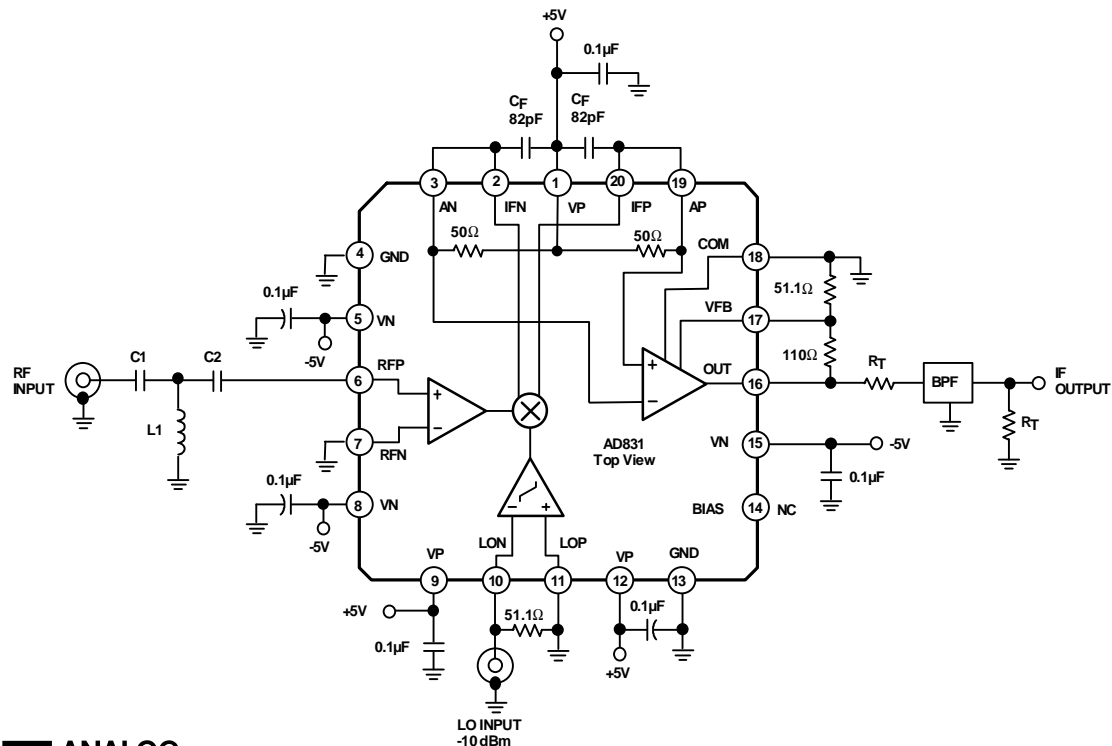 +5V
0.1µF
CF
82pF
CF
82pF
3
2
1
20
19
AN
IFN
VP
IFP
AP
50Ω
50Ω
COM
18
4
GND
51.1Ω
0.1µF
VFB
17
5
VN
-5V
110Ω
RF
INPUT
C1
C2
6
RFP
+
−
+
−
OUT
16
RT
BPF
IF
OUTPUT
L1
7
RFN
AD831
Top View
VN
15
-5V
RT
0.1µF
0.1µF
8
VN
-5V
BIAS
14
NC
−
+
LON
LOP
VP
VP
GND
9
10
11
12
13
+5V
51.1Ω
0.1µF
0.1µF
+5V
LO INPUT
-10 dBm